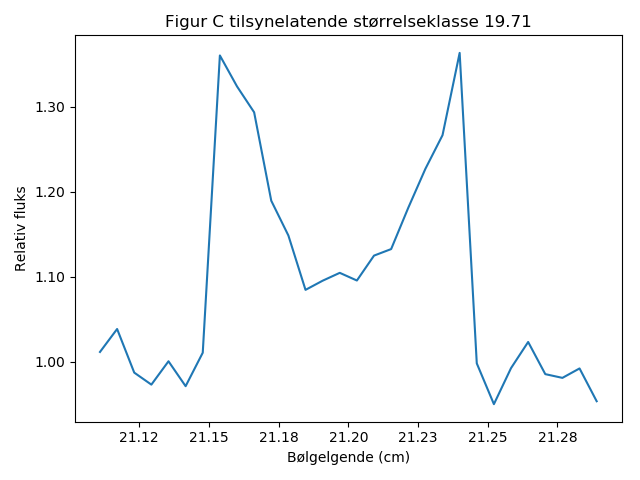 Figur C tilsynelatende størrelseklasse 19.71
Relativ fluks
1.30
1.20
1.10
1.00
21.12 21.15 21.18 21.20 21.23 21.25 21.28
Bølgelgende (cm)